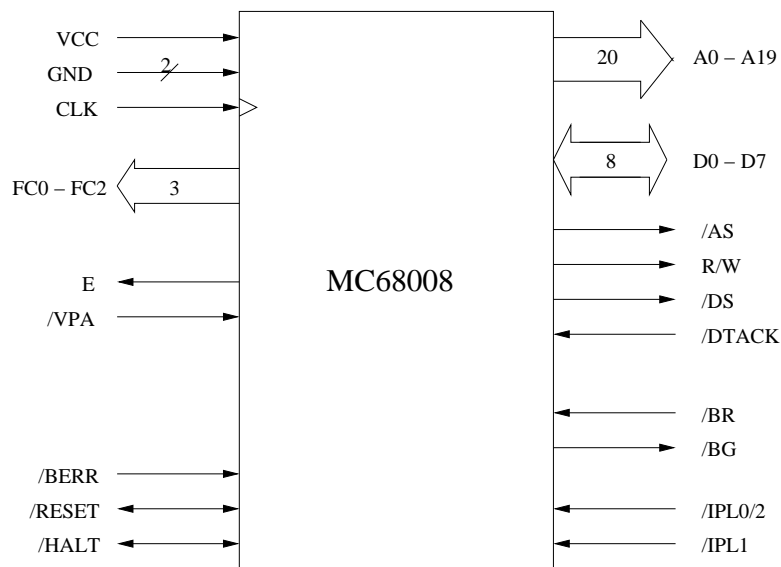 VCC
GND
2
CLK
FC0 – FC2
3
E
/VPA
/BERR
/RESET
/HALT
MC68008
20
A0 – A19
8
D0 – D7
/AS
R/W
/DS
/DTACK
/BR
/BG
/IPL0/2
/IPL1